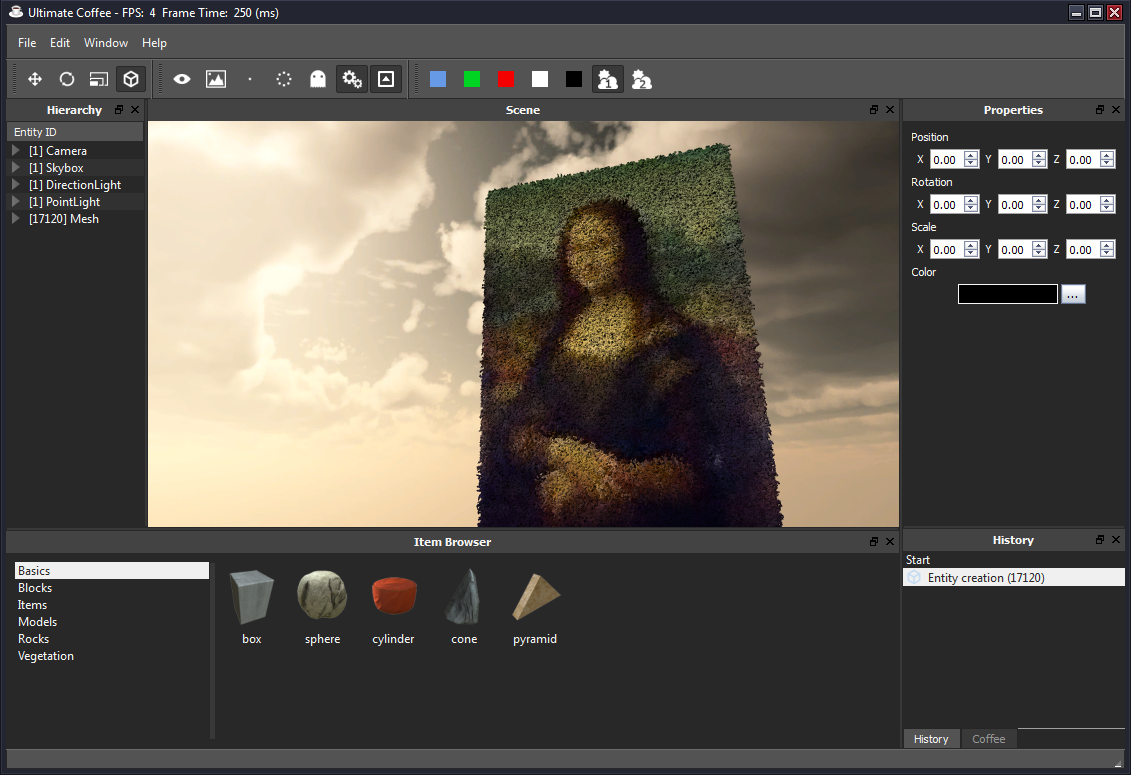 Ultimate Coffee - FPS: 4 Frame Time: 250 (ms)
File Edit Window Help
1 2
Hierarchy
Entity ID
[1] Camera
[1] Skybox
[1] DirectionLight
[1] PointLight
[17120] Mesh
Scene
Properties
Position
X 0.00 Y 0.00 Z 0.00
Rotation
X 0.00 Y 0.00 Z 0.00
Scale
X 0.00 Y 0.00 Z 0.00
Color
...
Item Browser
Basics
Blocks
Items
Models
Rocks
Vegetation
box sphere cylinder cone pyramid
History
Start
Entity creation (17120)
History Coffee